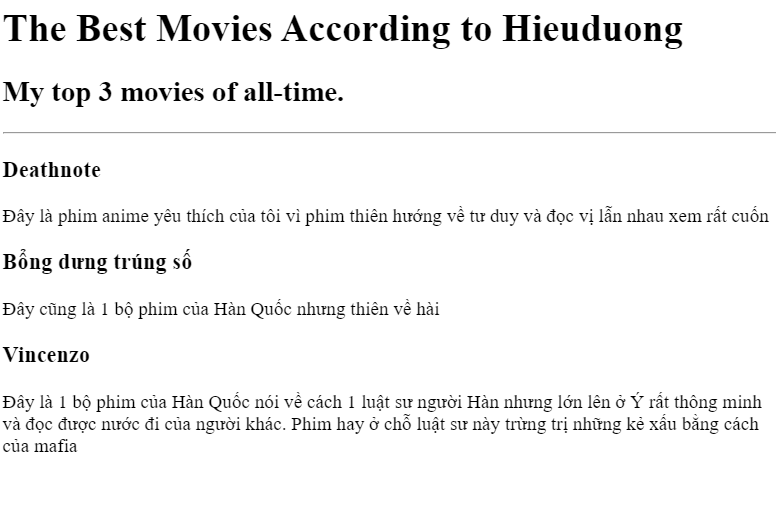 The Best Movies According to Hieuduong
My top 3 movies of all-time.
Deathnote
Đây là phim anime yêu thích của tôi vì phim thiên hướng về tư duy và đọc vị lẫn nhau xem rất cuốn
Bổng dưng trúng số
Đây cũng là 1 bộ phim của Hàn Quốc nhưng thiên về hài
Vincenzo
Đây là 1 bộ phim của Hàn Quốc nói về cách 1 luật sư người Hàn nhưng lớn lên ở Ý rất thông minh
và đọc được nước đi của người khác. Phim hay ở chỗ luật sư này trừng trị những kẻ xấu bằng cách
của mafia